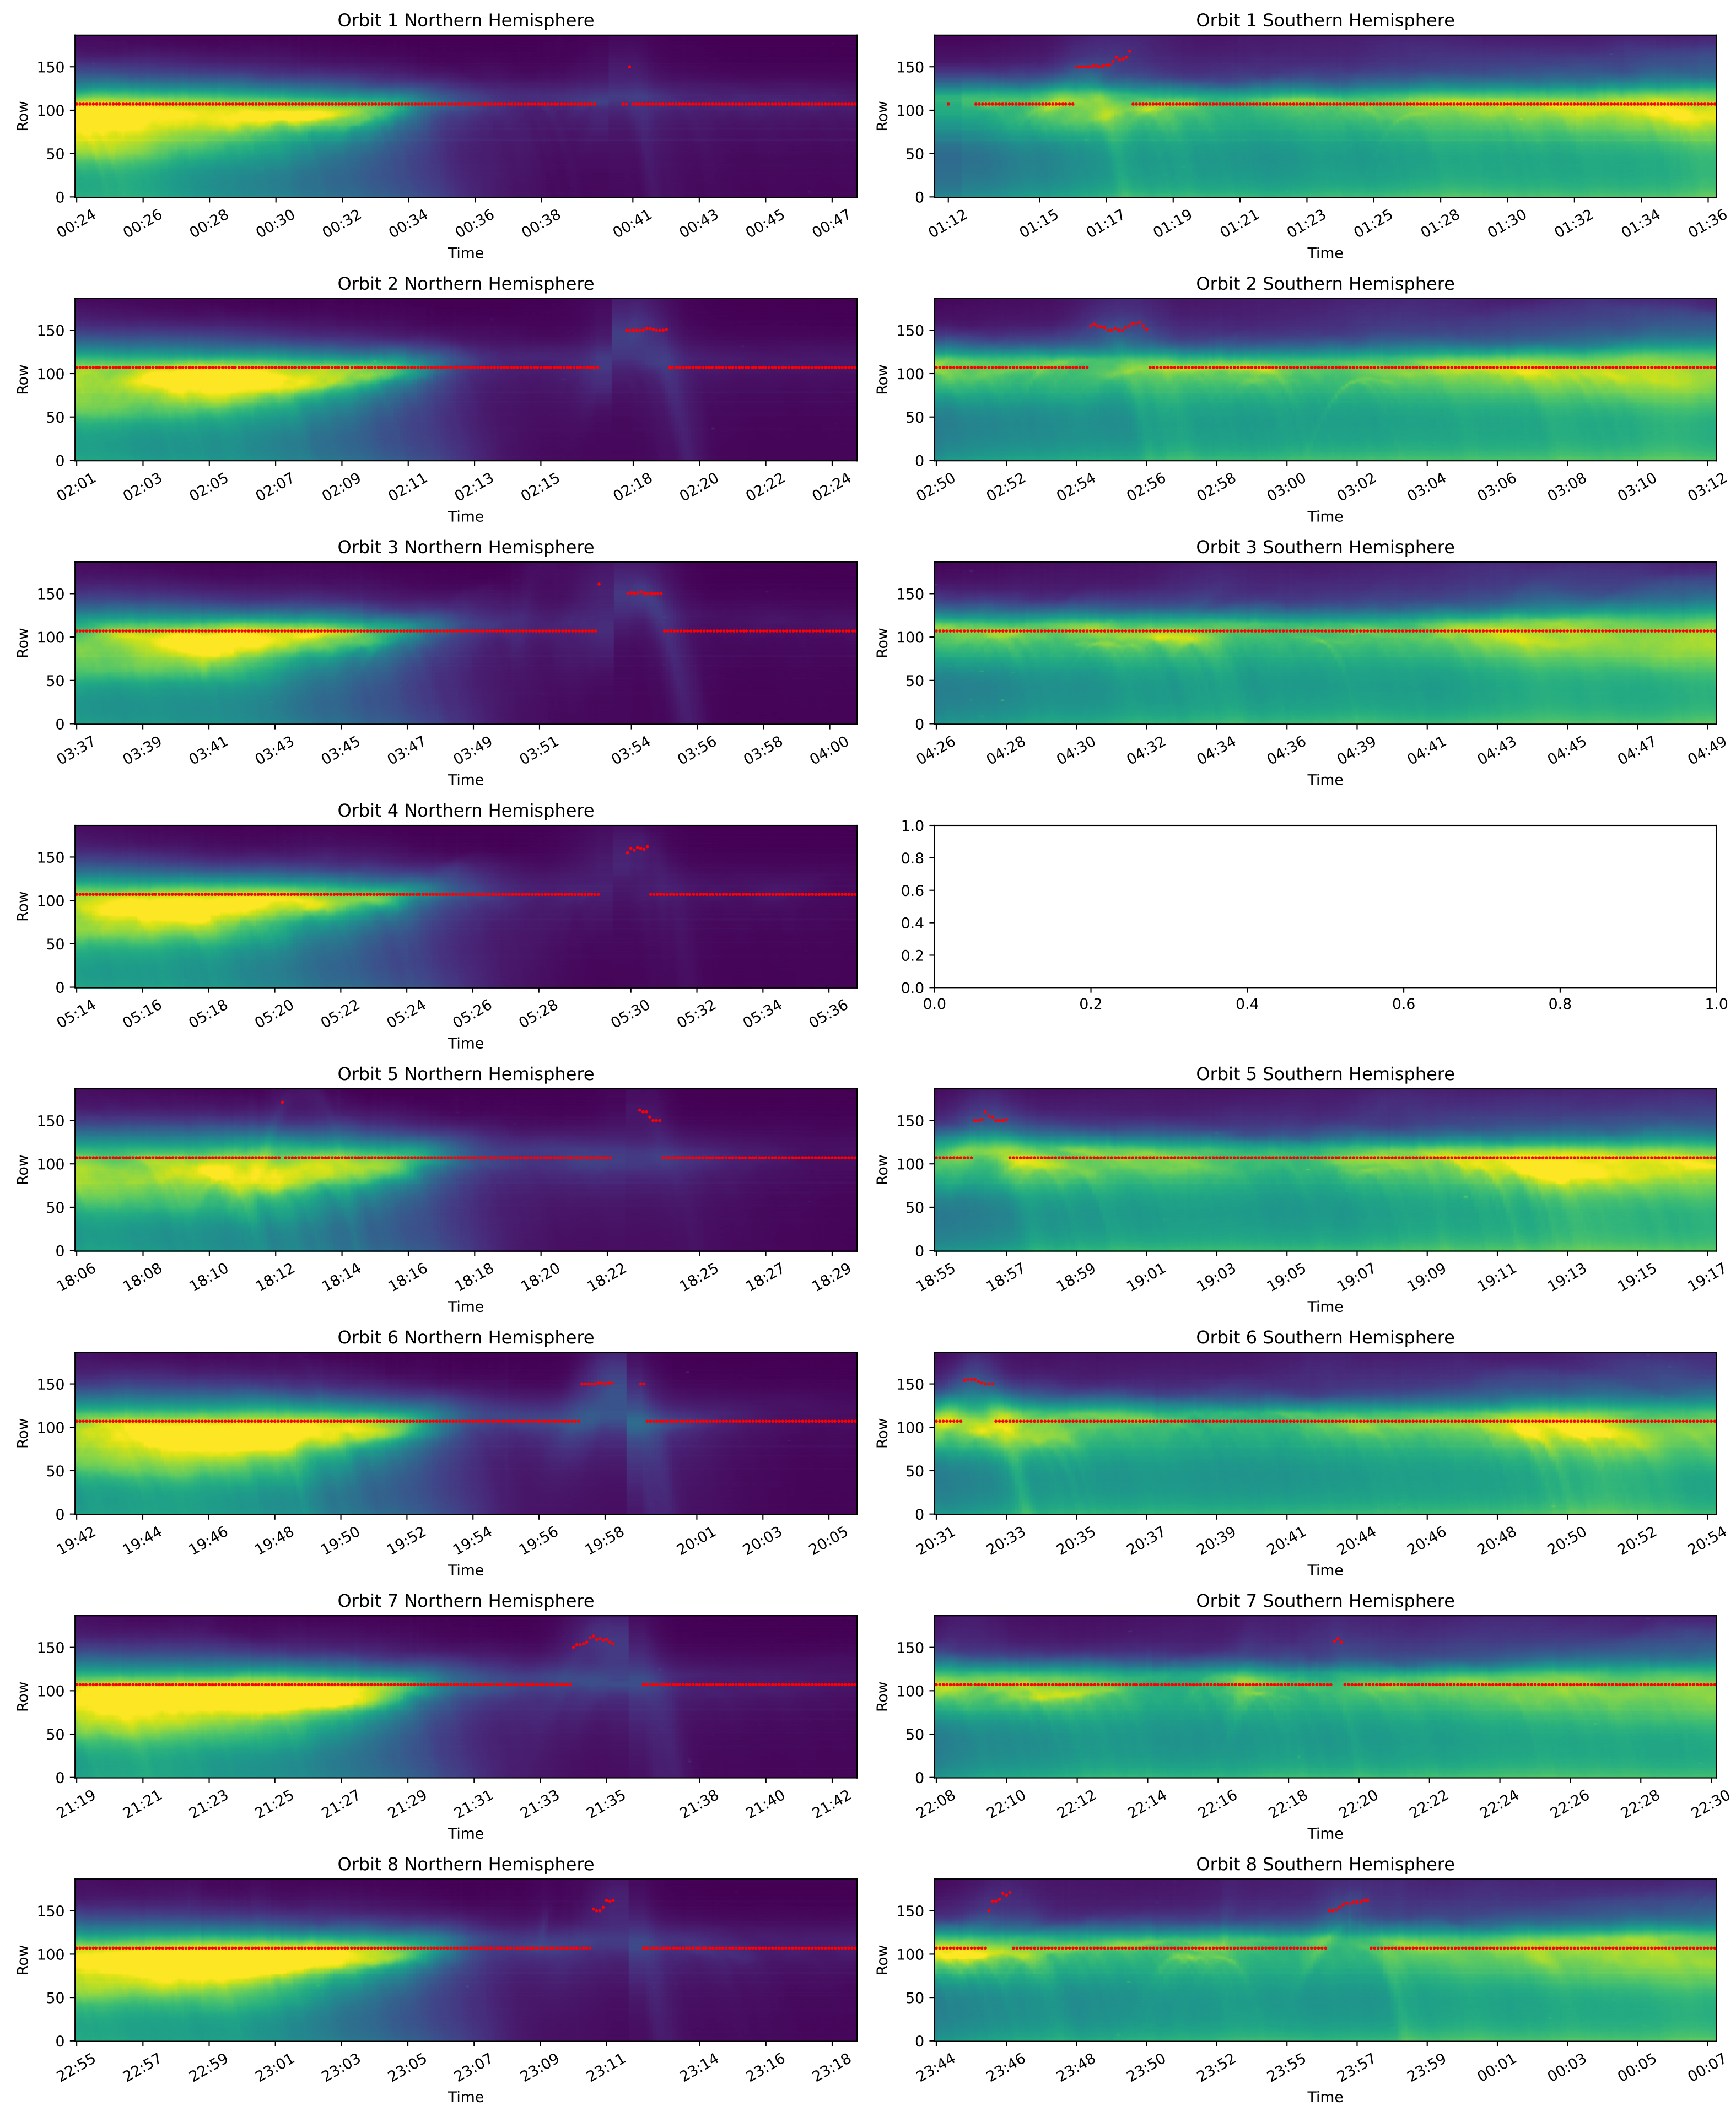 Orbit 1 Northern Hemisphere
Row
150
100
50
0
00:24 00:26 00:28 00:30 00:32 00:34 00:36 00:38 00:41 00:43 00:45 00:47
Time
Orbit 1 Southern Hemisphere
Row
150
100
50
0
01:12 01:15 01:17 01:19 01:21 01:23 01:25 01:28 01:30 01:32 01:34 01:36
Time
Orbit 2 Northern Hemisphere
Row
150
100
50
0
02:01 02:03 02:05 02:07 02:09 02:11 02:13 02:15 02:18 02:20 02:22 02:24
Time
Orbit 2 Southern Hemisphere
Row
150
100
50
0
02:50 02:52 02:54 02:56 02:58 03:00 03:02 03:04 03:06 03:08 03:10 03:12
Time
Orbit 3 Northern Hemisphere
Row
150
100
50
0
03:37 03:39 03:41 03:43 03:45 03:47 03:49 03:51 03:54 03:56 03:58 04:00
Time
Orbit 3 Southern Hemisphere
Row
150
100
50
0
04:26 04:28 04:30 04:32 04:34 04:36 04:39 04:41 04:43 04:45 04:47 04:49
Time
Orbit 4 Northern Hemisphere
Row
150
100
50
0
05:14 05:16 05:18 05:20 05:22 05:24 05:26 05:28 05:30 05:32 05:34 05:36
Time
1.0
0.8
0.6
0.4
0.2
0.0
0.0 0.2 0.4 0.6 0.8 1.0
Orbit 5 Northern Hemisphere
Row
150
100
50
0
18:06 18:08 18:10 18:12 18:14 18:16 18:18 18:20 18:22 18:25 18:27 18:29
Time
Orbit 5 Southern Hemisphere
Row
150
100
50
0
18:55 18:57 18:59 19:01 19:03 19:05 19:07 19:09 19:11 19:13 19:15 19:17
Time
Orbit 6 Northern Hemisphere
Row
150
100
50
0
19:42 19:44 19:46 19:48 19:50 19:52 19:54 19:56 19:58 20:01 20:03 20:05
Time
Orbit 6 Southern Hemisphere
Row
150
100
50
0
20:31 20:33 20:35 20:37 20:39 20:41 20:44 20:46 20:48 20:50 20:52 20:54
Time
Orbit 7 Northern Hemisphere
Row
150
100
50
0
21:19 21:21 21:23 21:25 21:27 21:29 21:31 21:33 21:35 21:38 21:40 21:42
Time
Orbit 7 Southern Hemisphere
Row
150
100
50
0
22:08 22:10 22:12 22:14 22:16 22:18 22:20 22:22 22:24 22:26 22:28 22:30
Time
Orbit 8 Northern Hemisphere
Row
150
100
50
0
22:55 22:57 22:59 23:01 23:03 23:05 23:07 23:09 23:11 23:14 23:16 23:18
Time
Orbit 8 Southern Hemisphere
Row
150
100
50
0
23:44 23:46 23:48 23:50 23:52 23:55 23:57 23:59 00:01 00:03 00:05 00:07
Time